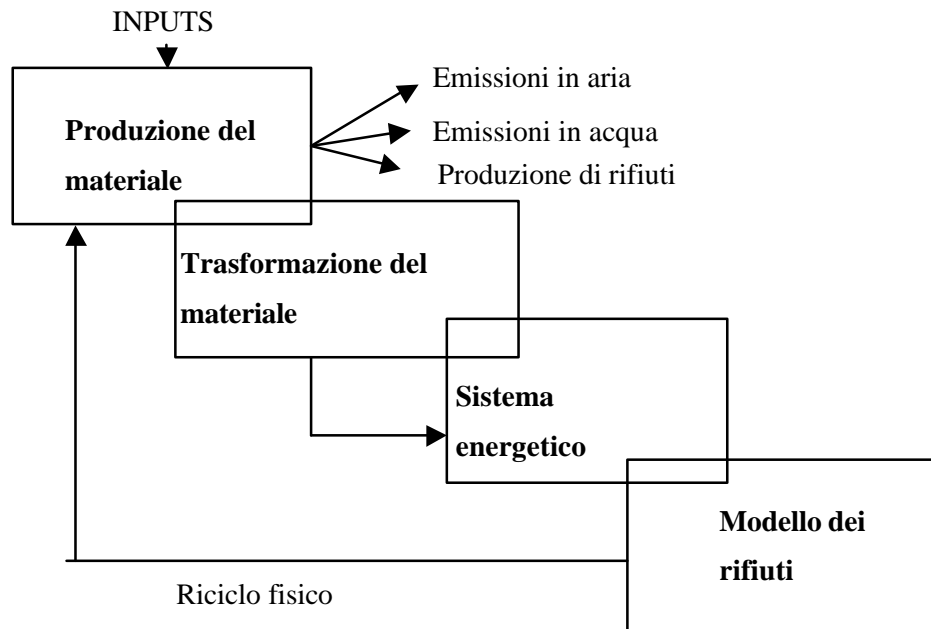 INPUTS
Emissioni in aria
Produzione del
materiale
Emissioni in acqua
Produzione di rifiuti
Trasformazione del
materiale
Sistema
energetico
Modello dei
rifiuti
Riciclo fisico